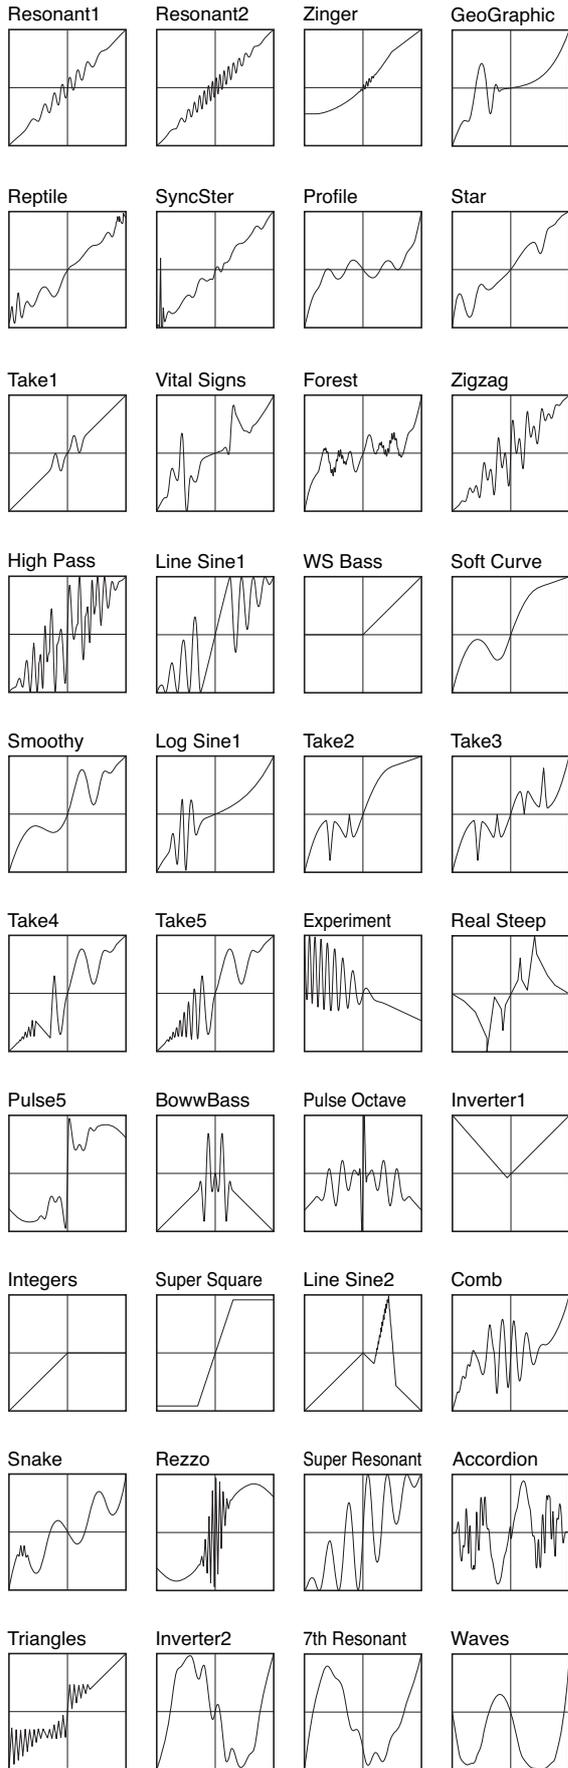 Resonant1 Resonant2 Zinger GeoGraphic
Reptile SyncSter Profile Star
Take1 Vital Signs Forest Zigzag
High Pass Line Sine1 WS Bass Soft Curve
Smoothy Log Sine1 Take2 Take3
Take4 Take5 Experiment Real Steep
Pulse5 BowwBass Pulse Octave Inverter1
Integers Super Square Line Sine2 Comb
Snake Rezzo Super Resonant Accordion
Triangles Inverter2 7th Resonant Waves